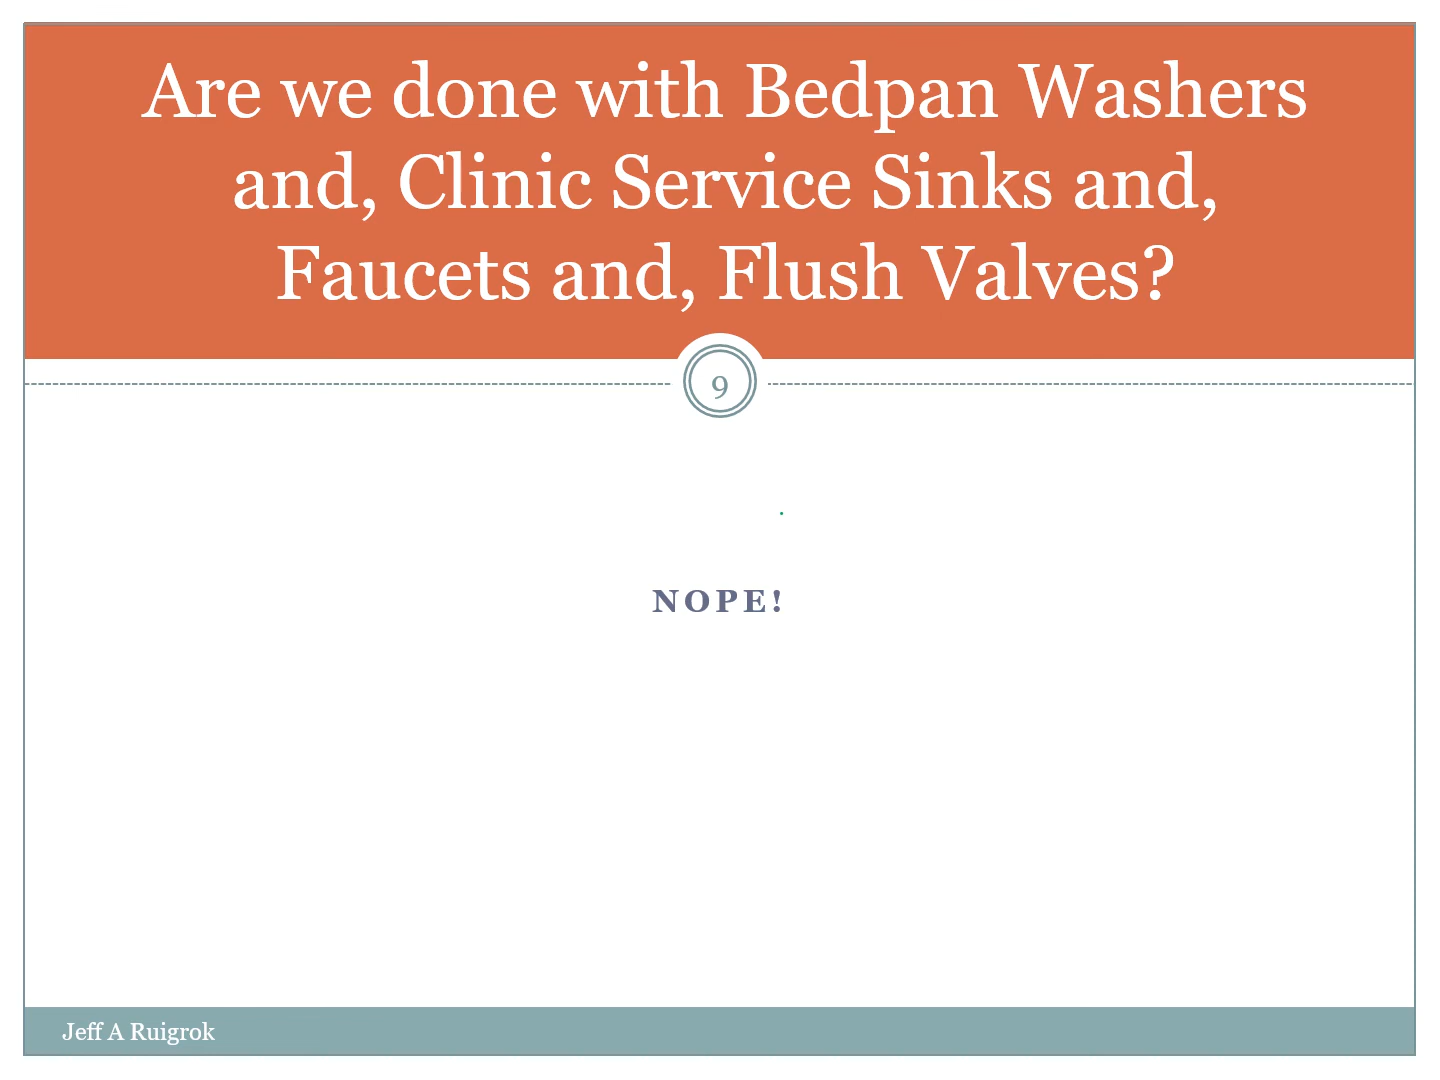 Are we done with Bedpan Washers
and, Clinic Service Sinks and,
Faucets and, Flush Valves?
9
.
NOPE!
Jeff A Ruigrok